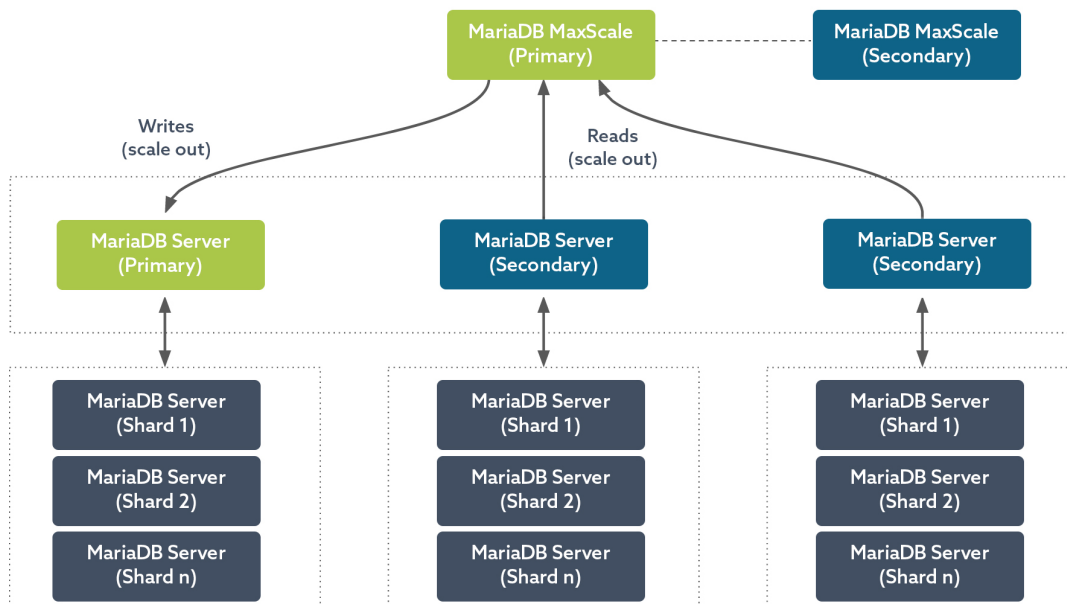 MariaDB MaxScale
(Primary)
MariaDB MaxScale
(Secondary)
Writes
(scale out)
Reads
(scale out)
MariaDB Server
(Primary)
MariaDB Server
(Secondary)
MariaDB Server
(Secondary)
MariaDB Server
(Shard 1)
MariaDB Server
(Shard 1)
MariaDB Server
(Shard 1)
MariaDB Server
(Shard 2)
MariaDB Server
(Shard 2)
MariaDB Server
(Shard 2)
MariaDB Server
(Shard n)
MariaDB Server
(Shard n)
MariaDB Server
(Shard n)